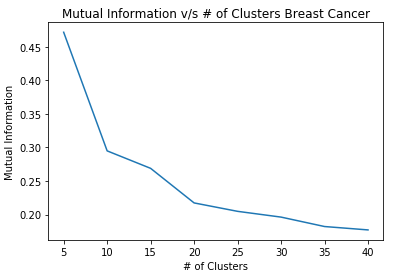 Mutual Information v/s # of Clusters Breast Cancer
0.45
0.40
0.35
0.30
0.25
0.20
Mutual Information
5 10 15 20 25 30 35 40
# of Clusters